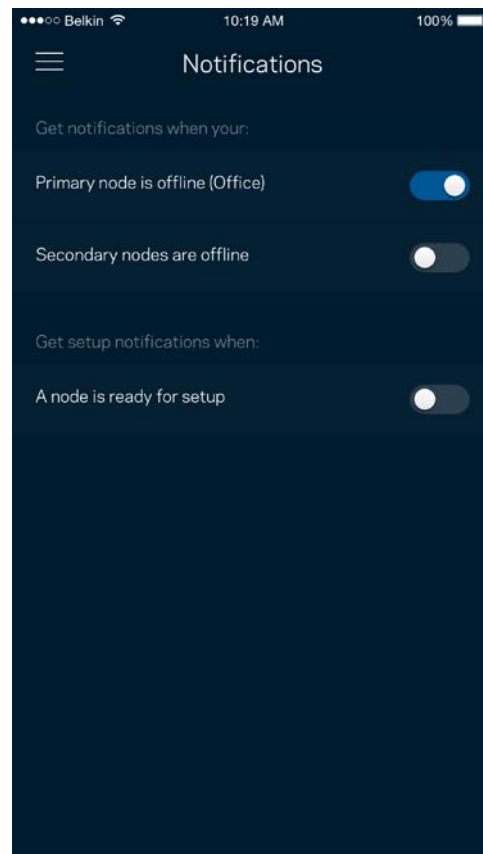 Belkin 10:19 AM 100%
Notifications
Get notifications when your:
Primary node is offline (Office)
Secondary nodes are offline
Get setup notifications when:
A node is ready for setup